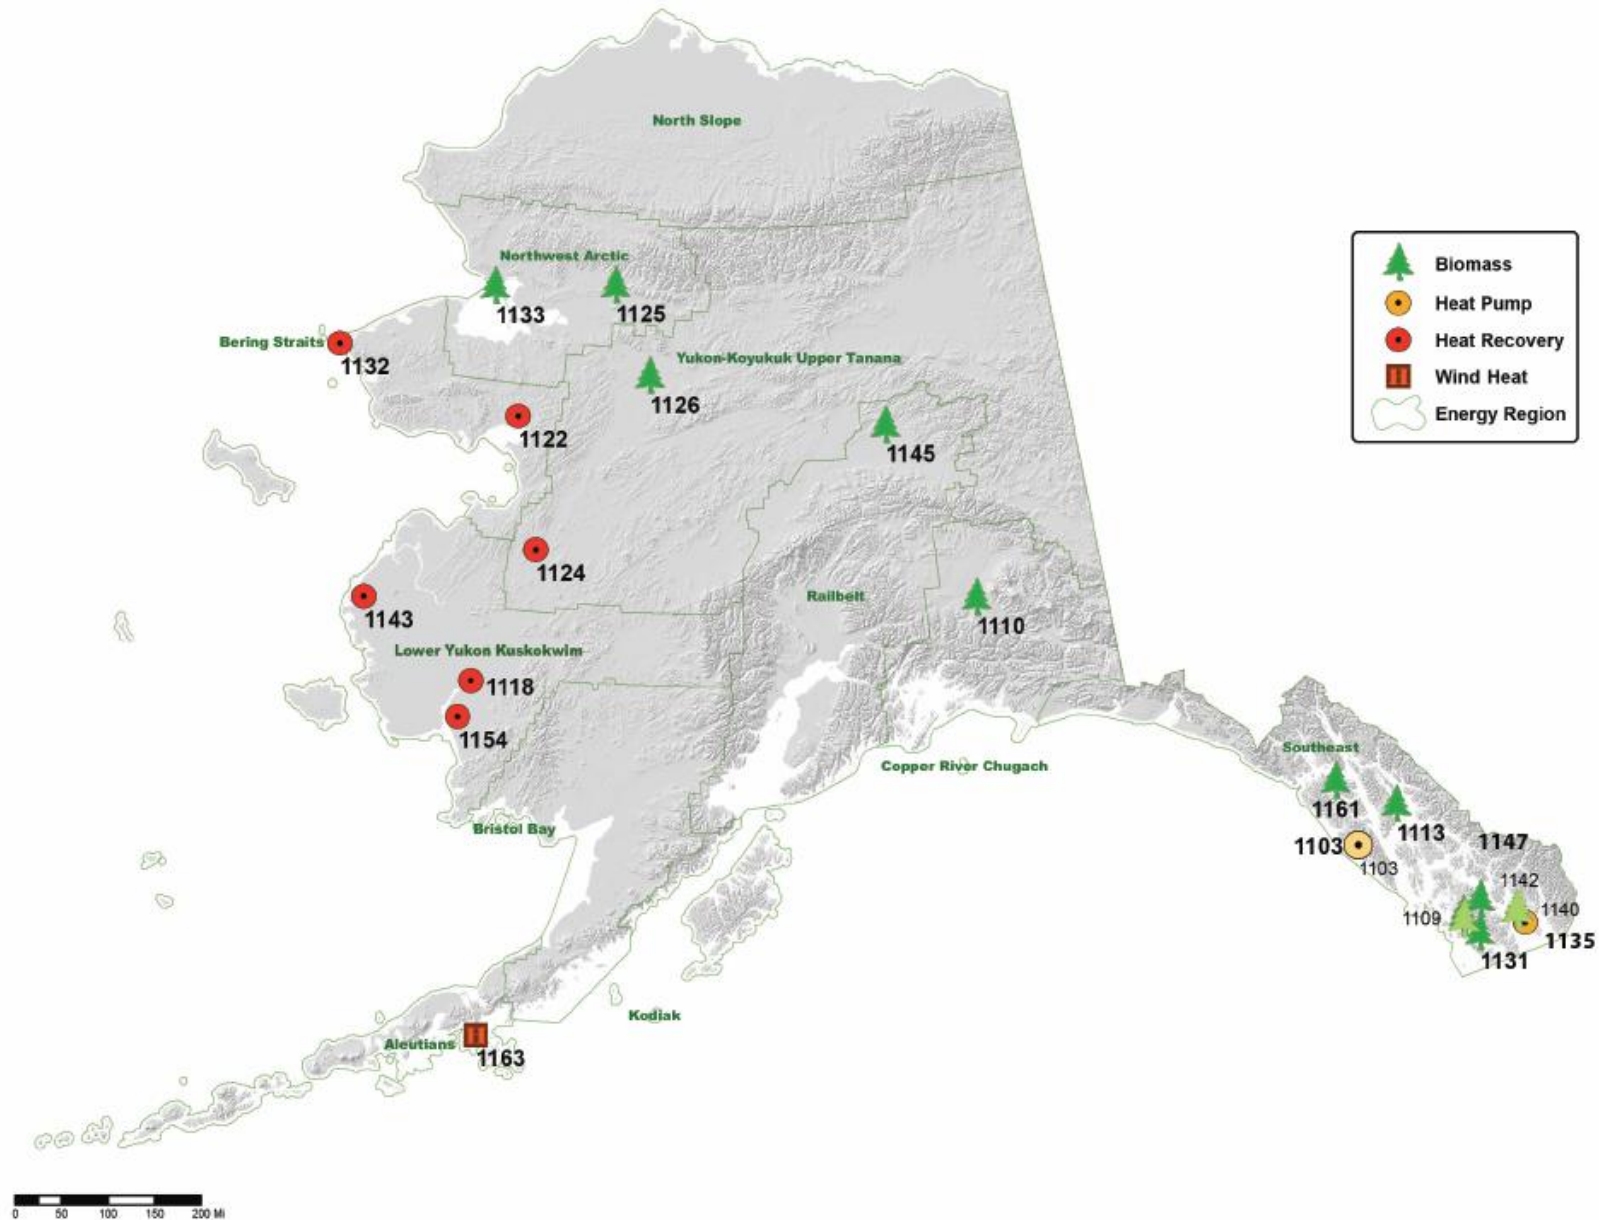 North Slope
Northwest Arctic
Biomass
1133
1125
Heat Pump
Bering Straits
1132
Heat Recovery
Yukon-Koyukuk Upper Tanana
Wind Heat
1126
Energy Region
1122
1145
1124
Railbelt
1143
1110
Lower Yukon Kuskokwim
1118
1154
Southeast
Copper River Chugach
1161
Bristol Bay
1113
1147
1103
1103
1142
1109
1140
1135
1131
Kodiak
Aleutians
1163
0 50 100 150 200 Mi